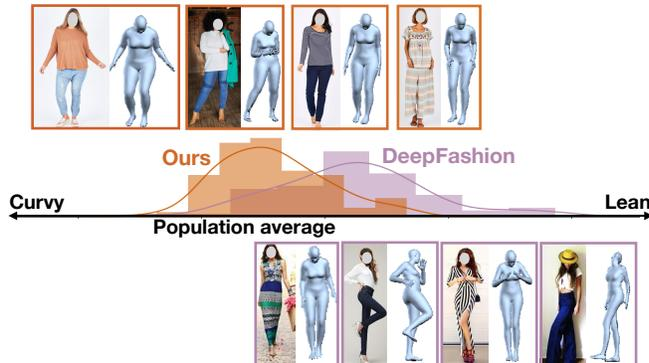 Ours
DeepFashion
Curvy
Lean
Population average